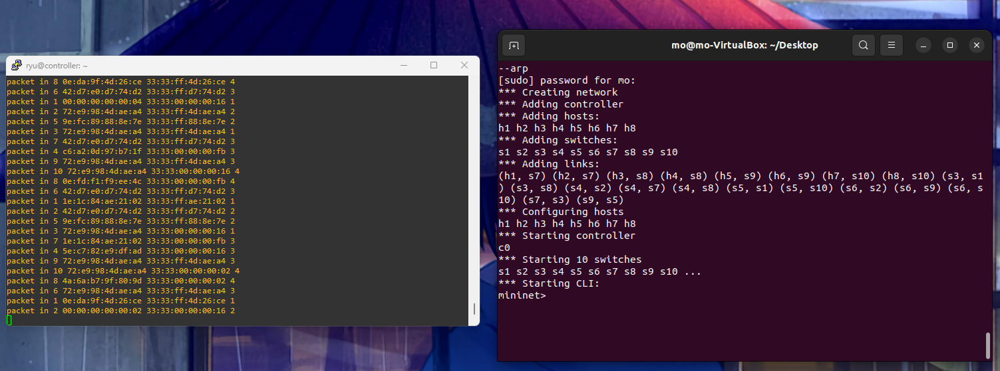 ryu@controller: ~
packet in 8 0e:da:9f:4d:26:ce 33:33:ff:4d:26:ce 4
packet in 6 42:d7:e0:d7:74:d2 33:33:ff:d7:74:d2 3
packet in 1 00:00:00:00:00:04 33:33:00:00:00:16 1
packet in 2 72:e9:98:4d:ae:a4 33:33:ff:4d:ae:a4 2
packet in 5 9e:fc:89:88:8e:7e 33:33:ff:88:8e:7e 2
packet in 3 72:e9:98:4d:ae:a4 33:33:ff:4d:ae:a4 1
packet in 7 42:d7:e0:d7:74:d2 33:33:ff:d7:74:d2 3
packet in 4 c6:a2:0d:97:b7:1f 33:33:00:00:00:fb 3
packet in 9 72:e9:98:4d:ae:a4 33:33:ff:4d:ae:a4 3
packet in 10 72:e9:98:4d:ae:a4 33:33:00:00:00:16 4
packet in 8 0e:fd:f1:f9:ee:4c 33:33:00:00:00:fb 4
packet in 6 42:d7:e0:d7:74:d2 33:33:ff:d7:74:d2 3
packet in 1 1e:1c:84:ae:21:02 33:33:ff:ae:21:02 1
packet in 2 42:d7:e0:d7:74:d2 33:33:ff:d7:74:d2 2
packet in 5 9e:fc:89:88:8e:7e 33:33:ff:88:8e:7e 2
packet in 3 72:e9:98:4d:ae:a4 33:33:00:00:00:16 1
packet in 7 1e:1c:84:ae:21:02 33:33:00:00:00:fb 3
packet in 4 5e:c7:82:e9:df:ad 33:33:00:00:00:16 3
packet in 9 72:e9:98:4d:ae:a4 33:33:ff:4d:ae:a4 3
packet in 10 72:e9:98:4d:ae:a4 33:33:00:00:00:02 4
packet in 8 4a:6a:b7:9f:80:9d 33:33:00:00:00:02 4
packet in 6 72:e9:98:4d:ae:a4 33:33:ff:4d:ae:a4 3
packet in 1 0e:da:9f:4d:26:ce 33:33:ff:4d:26:ce 1
packet in 2 00:00:00:00:00:02 33:33:00:00:00:16 2
mo@mo-VirtualBox: ~/Desktop
--arp
[sudo] password for mo:
*** Creating network
*** Adding controller
*** Adding hosts:
h1 h2 h3 h4 h5 h6 h7 h8
*** Adding switches:
s1 s2 s3 s4 s5 s6 s7 s8 s9 s10
*** Adding links:
(h1, s7) (h2, s7) (h3, s8) (h4, s8) (h5, s9) (h6, s9) (h7, s10) (h8, s10) (s3, s1
) (s3, s8) (s4, s2) (s4, s7) (s4, s8) (s5, s1) (s5, s10) (s6, s2) (s6, s9) (s6, s
10) (s7, s3) (s9, s5)
*** Configuring hosts
h1 h2 h3 h4 h5 h6 h7 h8
*** Starting controller
c0
*** Starting 10 switches
s1 s2 s3 s4 s5 s6 s7 s8 s9 s10 ...
*** Starting CLI:
mininet>